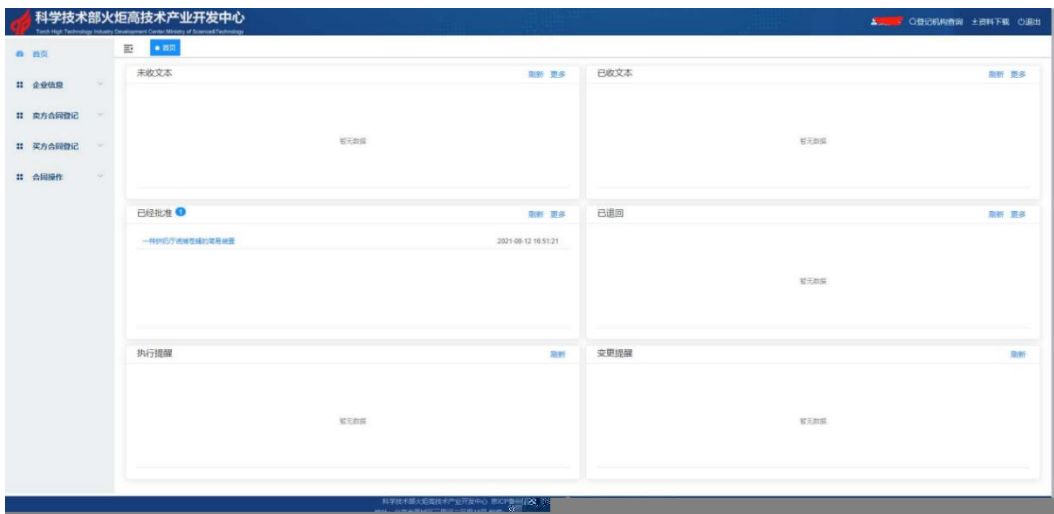 科学技术部火炬高技术产业开发中心
Torch High Technology Industry Development Center Ministry of Science&Technology
登记机构查询 资料下载 退出
首页
首页
企业信息
卖方合同登记
买方合同登记
合同操作
未收文本 刷新 更多
暂无数据
已收文本 刷新 更多
暂无数据
已经批准 1 刷新 更多
2021-08-12 16:51:21
已退回 刷新 更多
暂无数据
执行提醒 刷新
暂无数据
变更提醒 刷新
暂无数据
科学技术部火炬高技术产业开发中心